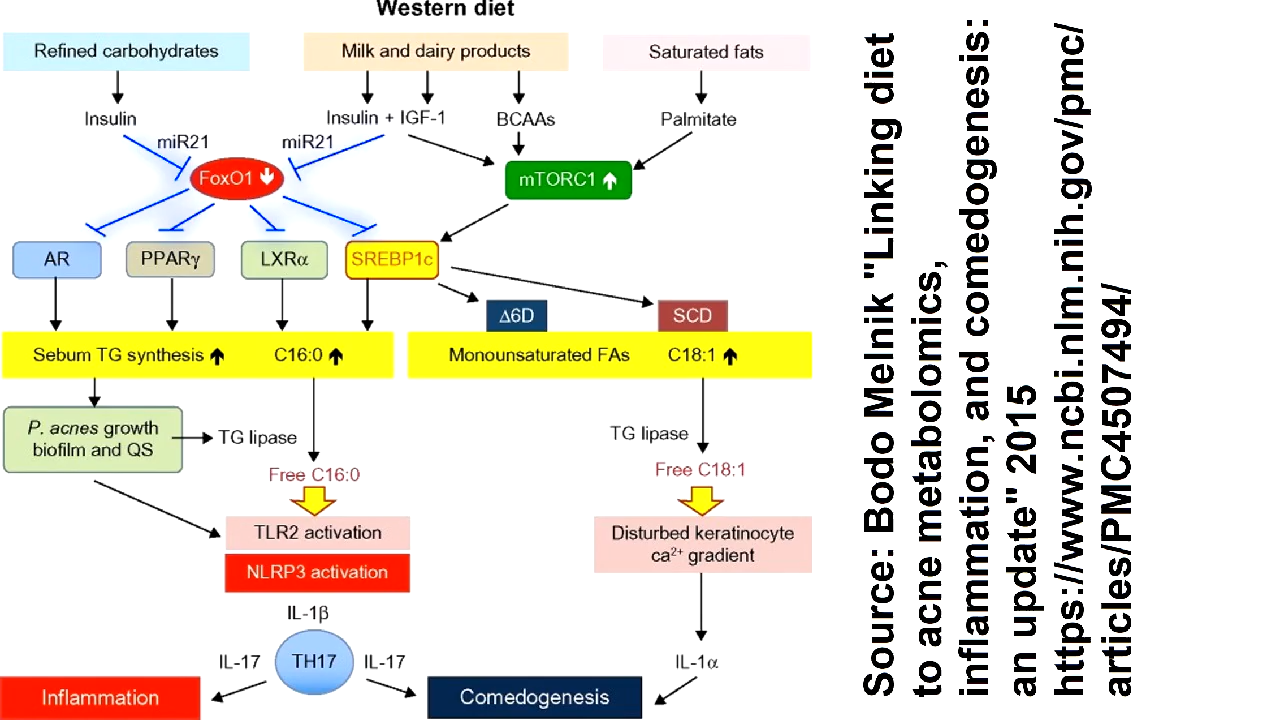 Western diet
Refined carbohydrates
Milk and dairy products
Saturated fats
Insulin
Insulin + IGF-1
BCAAs
Palmitate
miR21
miR21
FoxO1
mTORC1
AR
PPARγ
LXRα
SREBP1c
Δ6D
SCD
Sebum TG synthesis
C16:0
Monounsaturated FAs
C18:1
P. acnes growth
biofilm and QS
TG lipase
TG lipase
Free C16:0
Free C18:1
TLR2 activation
NLRP3 activation
Disturbed keratinocyte
ca²⁺ gradient
IL-1β
IL-17
TH17
IL-17
IL-1α
Inflammation
Comedogenesis
Source: Bodo Melnik "Linking diet
to acne metabolomics,
inflammation, and comedogenesis:
an update" 2015
https://www.ncbi.nlm.nih.gov/pmc/
articles/PMC4507494/